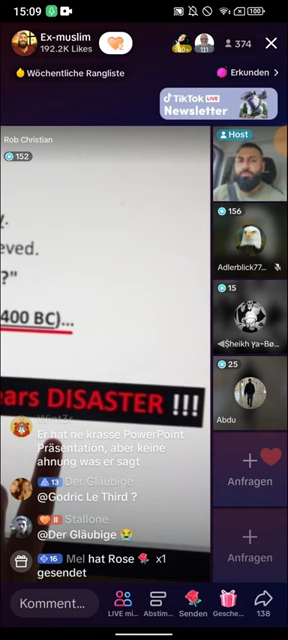 15:09
100
Ex-muslim
192.2K Likes
111
374
Wöchentliche Rangliste
Erkunden >
TikTok LIVE
Newsletter
Rob Christian
152
Host
eved.
?"
400 BC)...
ears DISASTER !!!
156
Adlerblick77...
15
25
Abdu
Er hat ne krasse PowerPoint
Präsentation, aber keine
ahnung was er sagt
13 Der Gläubige
@Godric Le Third ?
II Stallone
@Der Gläubige 😭
16 Mel hat Rose 🌹 x1
gesendet
+
Anfragen
+
Anfragen
Komment...
LIVE mi...
Abstim...
Senden
Gesche...
138